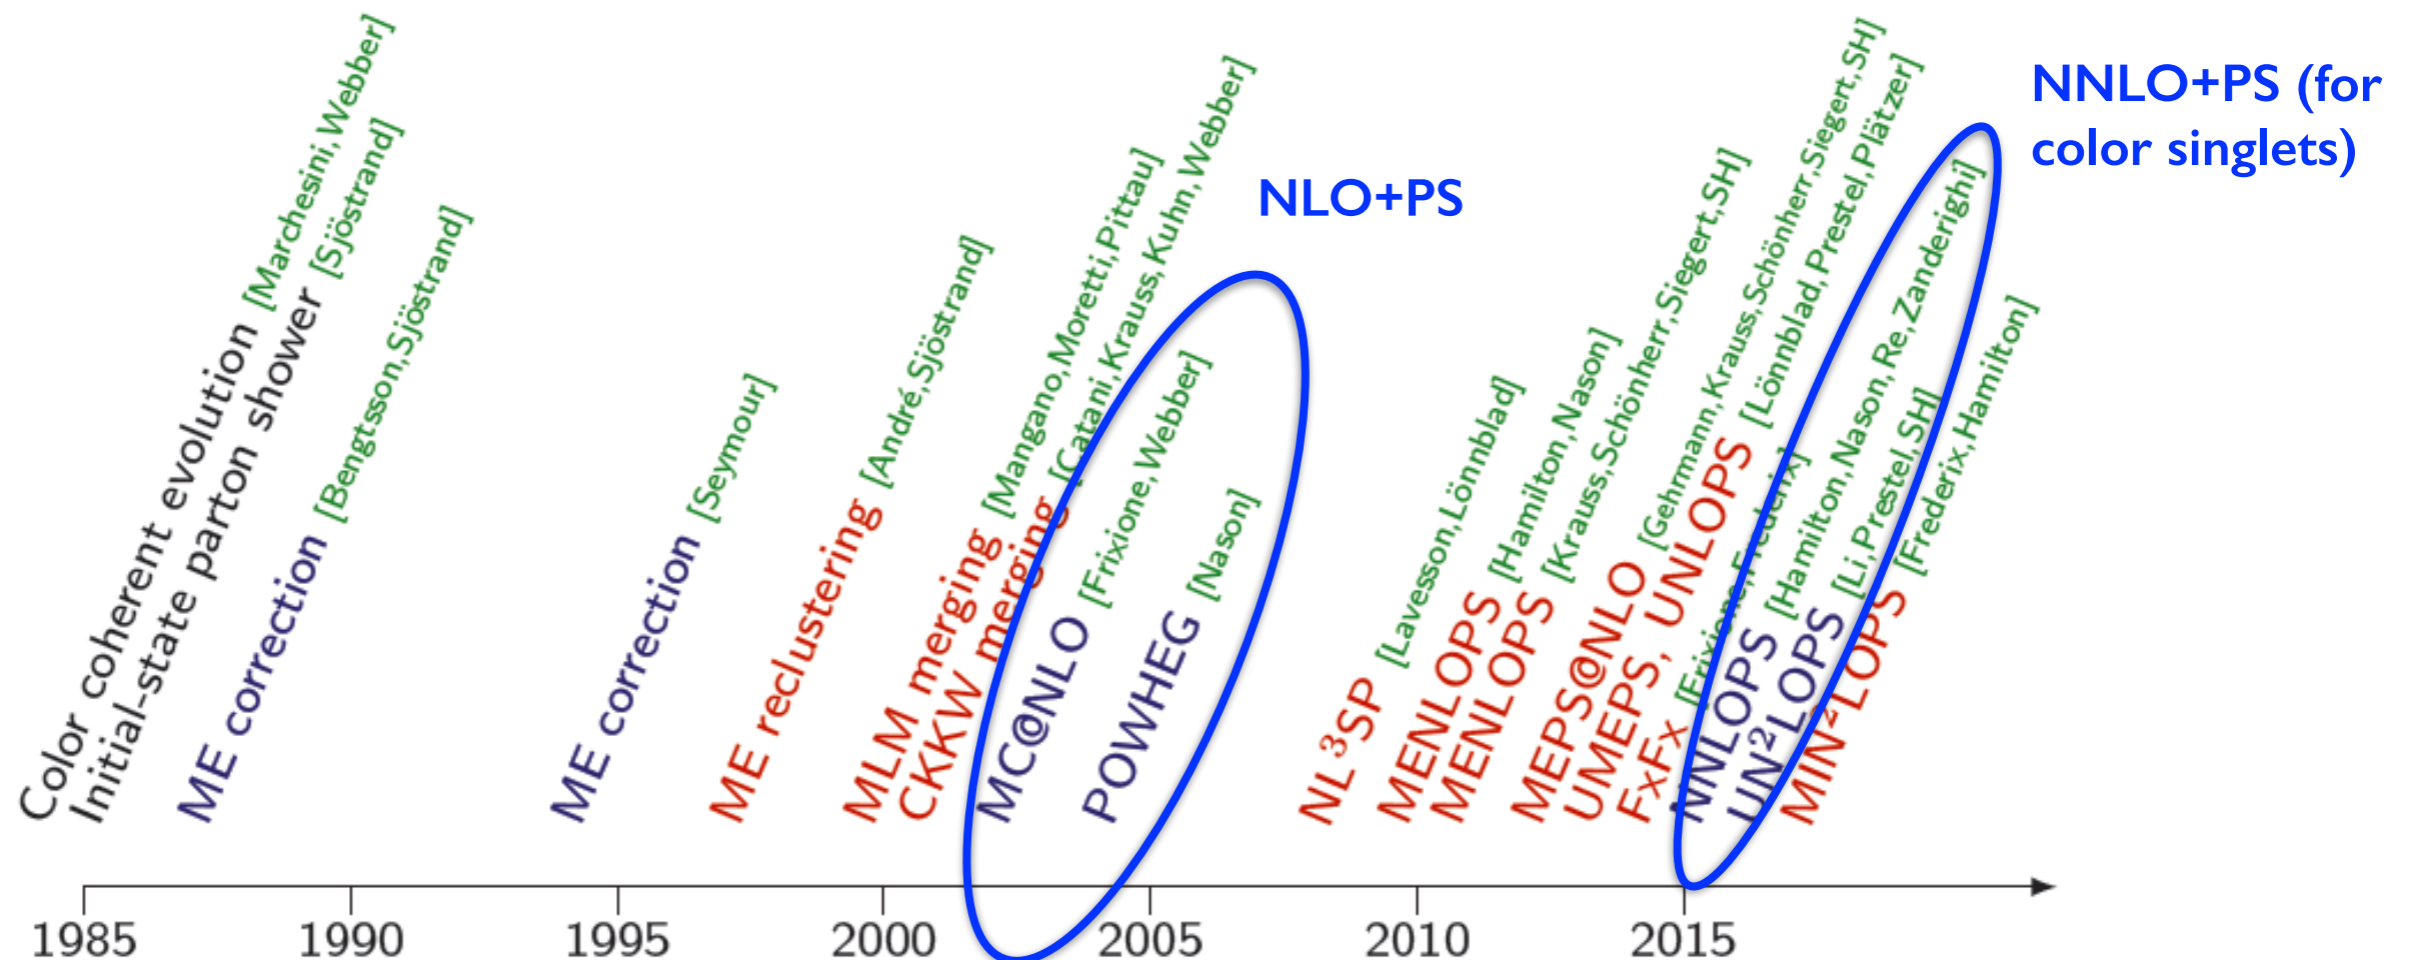 Color coherent evolution [Marchesini,Webber]
Initial-state parton shower [Sjöstrand]
ME correction [Bengtsson,Sjöstrand]
ME correction [Seymour]
ME reclustering [André,Sjöstrand]
MLM merging [Mangano,Moretti,Pittau]
CKKW merging [Catani,Krauss,Kuhn,Webber]
MC@NLO [Frixione,Webber]
POWHEG [Nason]
NLO+PS
NL³SP [Lavesson,Lönnblad]
MENLOPS [Hamilton,Nason]
MENLOPS [Krauss,Schönherr,Siegert,SH]
MEPS@NLO [Gehrmann,Krauss,Schönherr,Siegert,SH]
UMEPS, UNLOPS [Lönnblad,Prestel,Plätzer]
FxFx [Frixione,Frederix]
NNLOPS [Hamilton,Nason,Re,Zanderighi]
UN²LOPS [Li,Prestel,SH]
MIN²LOPS [Frederix,Hamilton]
NNLO+PS (for
color singlets)
1985 1990 1995 2000 2005 2010 2015